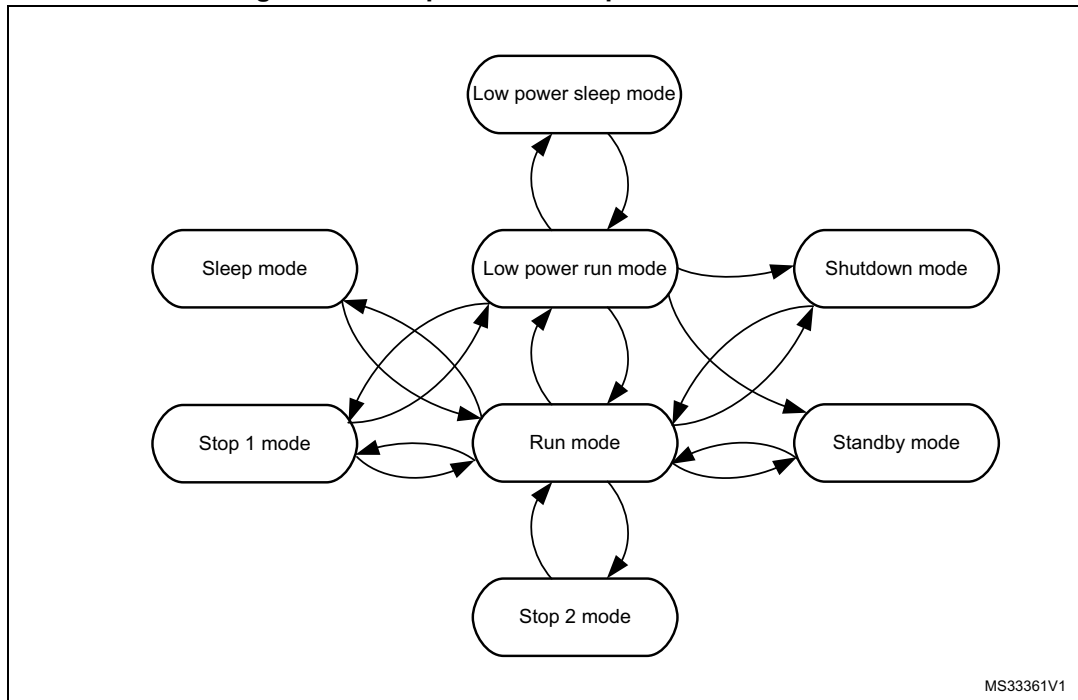 Low power sleep mode
Sleep mode
Low power run mode
Shutdown mode
Stop 1 mode
Run mode
Standby mode
Stop 2 mode
MS33361V1